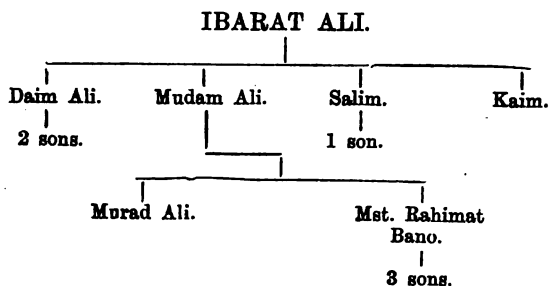 IBARAT ALI.
Daim Ali. Mudam Ali. Salim. Kaim.
2 sons. 1 son.
Murad Ali. Mst. Rahimat
Bano.
3 sons.